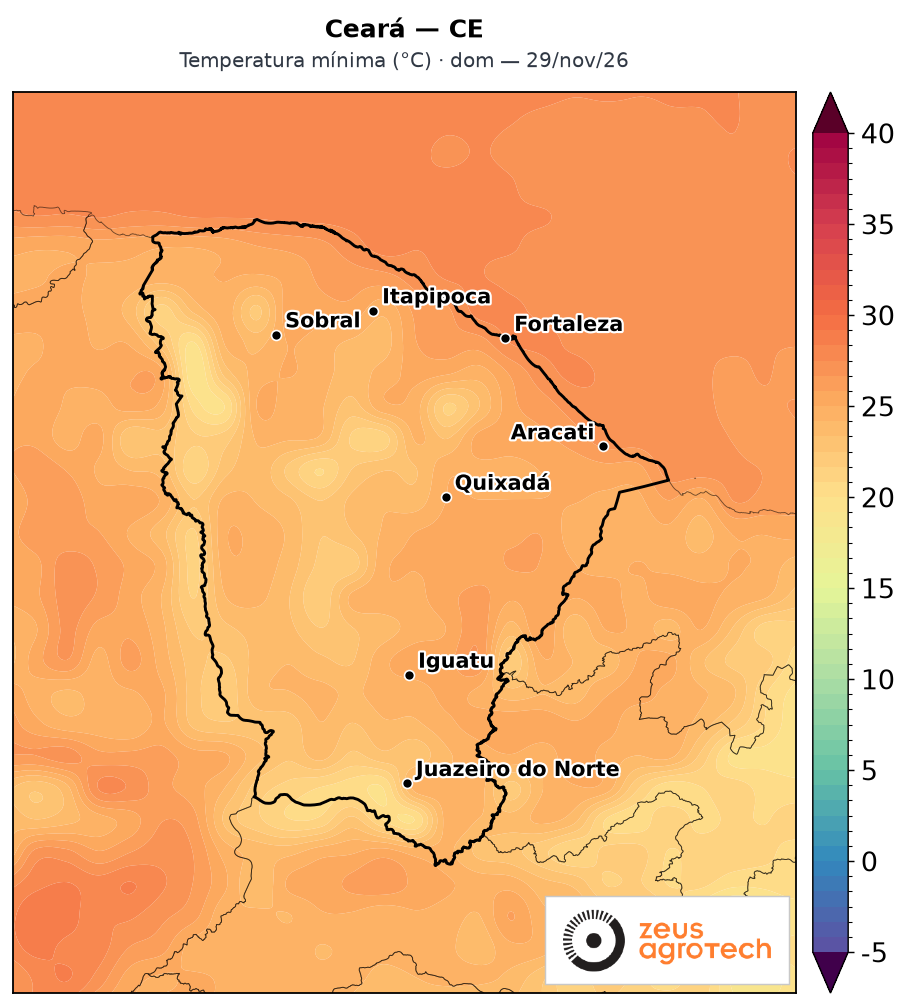 Ceará — CE
Temperatura mínima (°C) · dom — 29/nov/26
Itapipoca
Sobral
Fortaleza
Aracati
Quixadá
Iguatu
Juazeiro do Norte
40
35
30
25
20
15
10
5
0
-5
zeus
agrotech